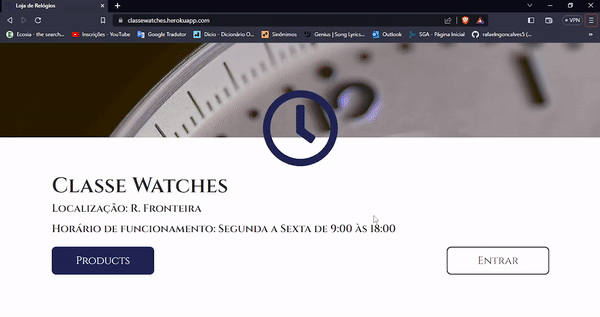 Loja de Relógios
classewatches.herokuapp.com
VPN
Ecosia - the search...
Inscrições - YouTube
Google Tradutor
Dicio - Dicionário O...
Sinônimos
Genius | Song Lyrics...
Outlook
SGA - Página Inicial
rafaelngoncalves5 (...
Classe Watches
Localização: R. Fronteira
Horário de funcionamento: Segunda a Sexta de 9:00 às 18:00
Products
Entrar